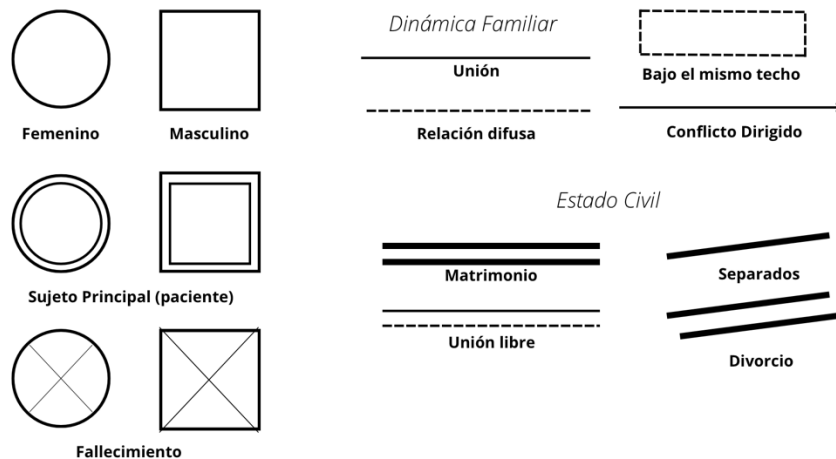 Dinámica Familiar
Unión
Bajo el mismo techo
Femenino
Masculino
Relación difusa
Conflicto Dirigido
Estado Civil
Matrimonio
Separados
Sujeto Principal (paciente)
Unión libre
Divorcio
Fallecimiento